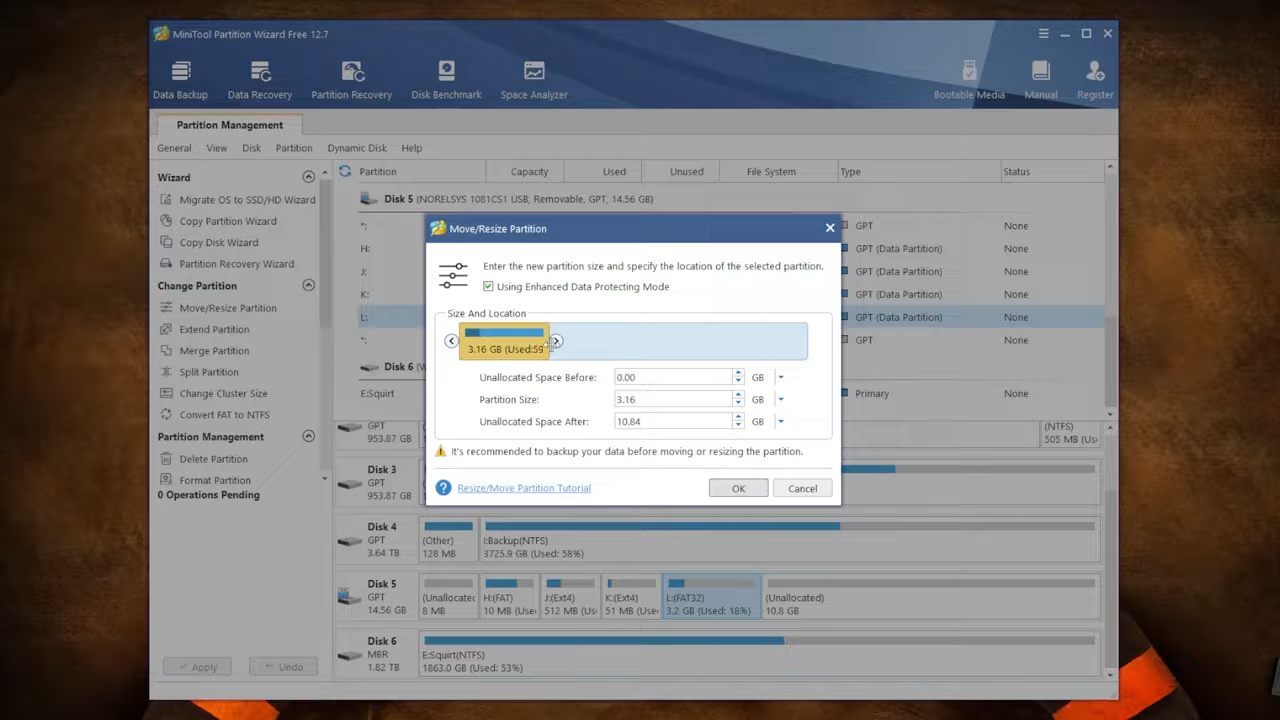 MiniTool Partition Wizard Free 12.7
Data Backup
Data Recovery
Partition Recovery
Disk Benchmark
Space Analyzer
Bootable Media
Manual
Register
Partition Management
General View Disk Partition Dynamic Disk Help
Wizard
Migrate OS to SSD/HD Wizard
Copy Partition Wizard
Copy Disk Wizard
Partition Recovery Wizard
Change Partition
Move/Resize Partition
Extend Partition
Merge Partition
Split Partition
Change Cluster Size
Convert FAT to NTFS
Partition Management
Delete Partition
Format Partition
0 Operations Pending
Apply
Undo
Partition Capacity Used Unused File System Type Status
Disk 5 (NORELSYS 1081CS1 USB, Removable, GPT, 14.56 GB)
*: GPT None
H: GPT (Data Partition) None
J: GPT (Data Partition) None
K: GPT (Data Partition) None
L: GPT (Data Partition) None
*: GPT None
Disk 6
E:Squirt Primary None
Move/Resize Partition
Enter the new partition size and specify the location of the selected partition.
Using Enhanced Data Protecting Mode
Size And Location
3.16 GB (Used:59
Unallocated Space Before: 0.00 GB
Partition Size: 3.16 GB
Unallocated Space After: 10.84 GB
It's recommended to backup your data before moving or resizing the partition.
Resize/Move Partition Tutorial
OK
Cancel
GPT
953.87 GB
(NTFS)
505 MB (Us
Disk 3
GPT
953.87 GB
Disk 4
GPT
3.64 TB
(Other)
128 MB
I:Backup(NTFS)
3725.9 GB (Used: 58%)
Disk 5
GPT
14.56 GB
(Unallocated
8 MB
H:(FAT)
10 MB (Use
J:(Ext4)
512 MB (Us
K:(Ext4)
51 MB (Use
L:(FAT32)
3.2 GB (Used: 18%)
(Unallocated)
10.8 GB
Disk 6
MBR
1.82 TB
E:Squirt(NTFS)
1863.0 GB (Used: 53%)